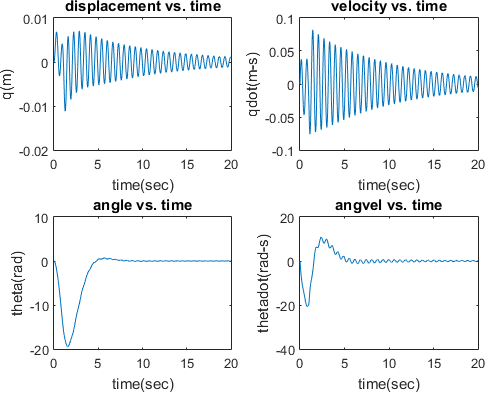 displacement vs. time
0.01
0
-0.01
-0.02
q(m)
0 5 10 15 20
time(sec)
velocity vs. time
0.1
0.05
0
-0.05
-0.1
qdot(m-s)
0 5 10 15 20
time(sec)
angle vs. time
10
0
-10
-20
theta(rad)
0 5 10 15 20
time(sec)
angvel vs. time
20
0
-20
-40
thetadot(rad-s)
0 5 10 15 20
time(sec)